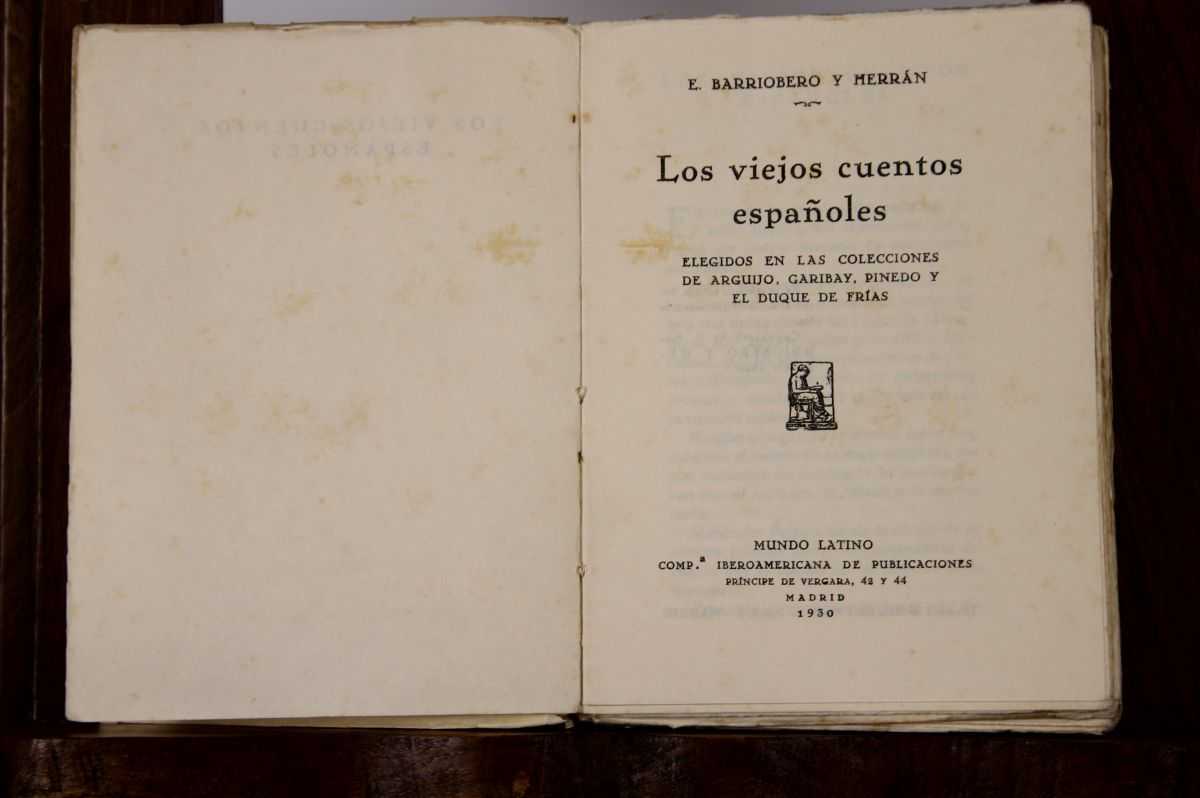 E. BARRIOBERO Y HERRÁN
Los viejos cuentos
españoles
ELEGIDOS EN LAS COLECCIONES
DE ARGUIJO, GARIBAY, PINEDO Y
EL DUQUE DE FRÍAS
MUNDO LATINO
COMP.ª IBEROAMERICANA DE PUBLICACIONES
PRÍNCIPE DE VERGARA, 42 Y 44
MADRID
1930